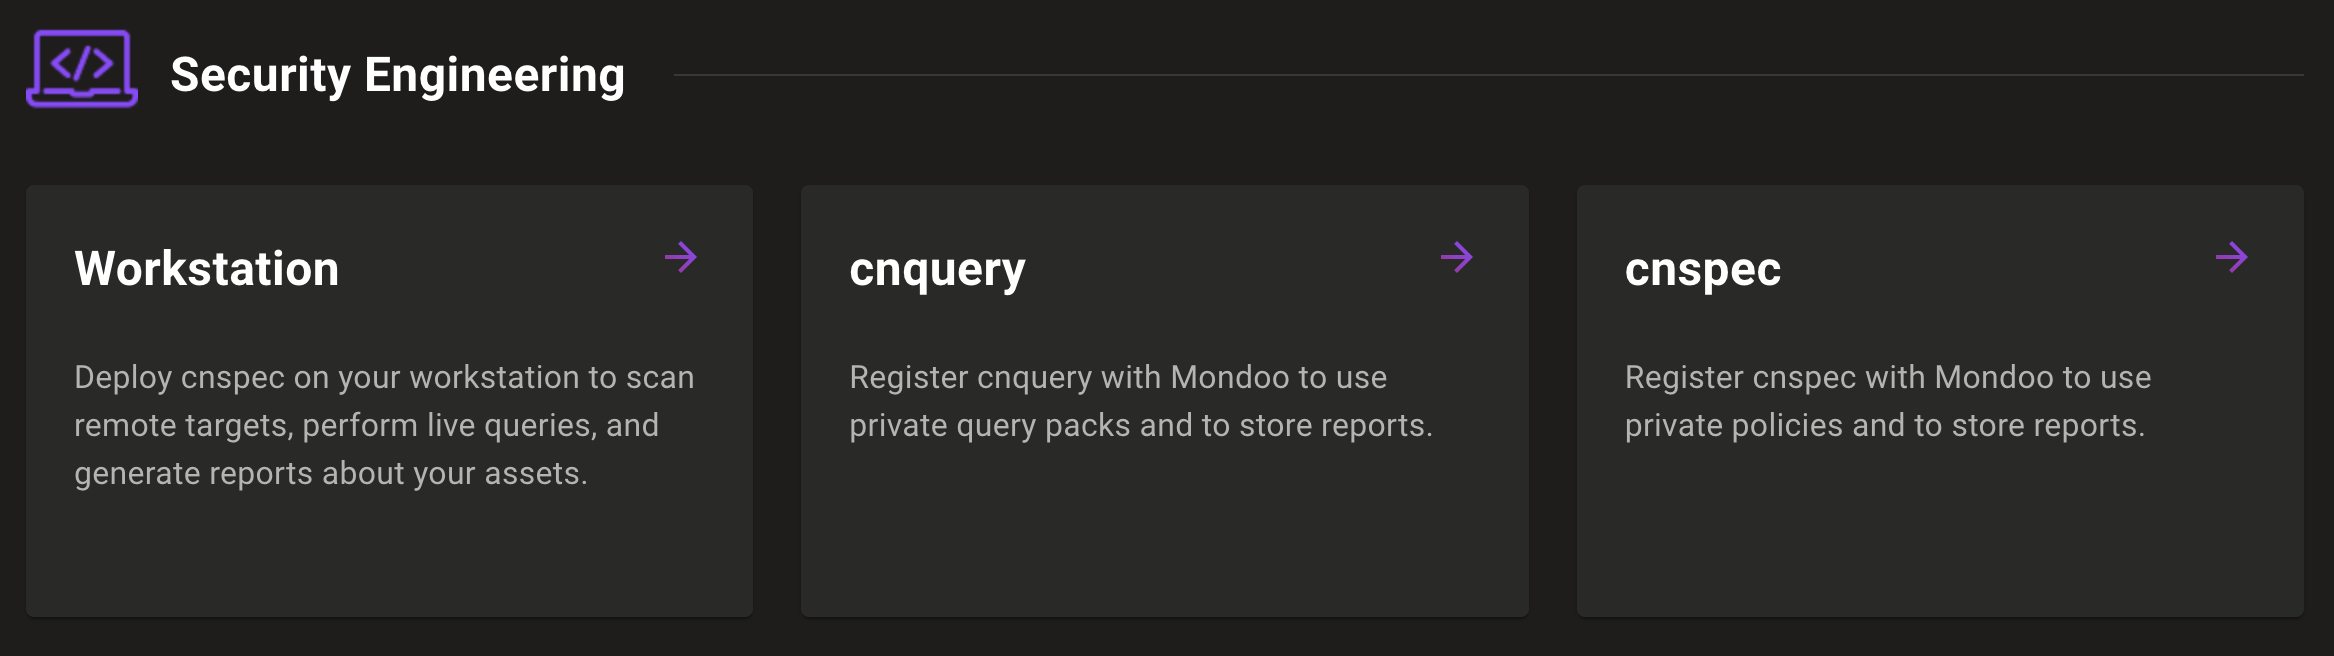 Security Engineering
Workstation
Deploy cnspec on your workstation to scan
remote targets, perform live queries, and
generate reports about your assets.
cnquery
Register cnquery with Mondoo to use
private query packs and to store reports.
cnspec
Register cnspec with Mondoo to use
private policies and to store reports.